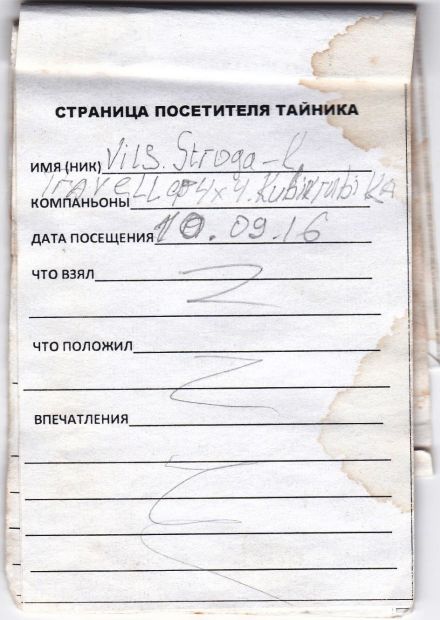 СТРАНИЦА ПОСЕТИТЕЛЯ ТАЙНИКА
ИМЯ (НИК) Vils. Stroga-k
Traveller 4x4. Kubikrubika
КОМПАНЬОНЫ
ДАТА ПОСЕЩЕНИЯ 10.09.16
ЧТО ВЗЯЛ
ЧТО ПОЛОЖИЛ
ВПЕЧАТЛЕНИЯ